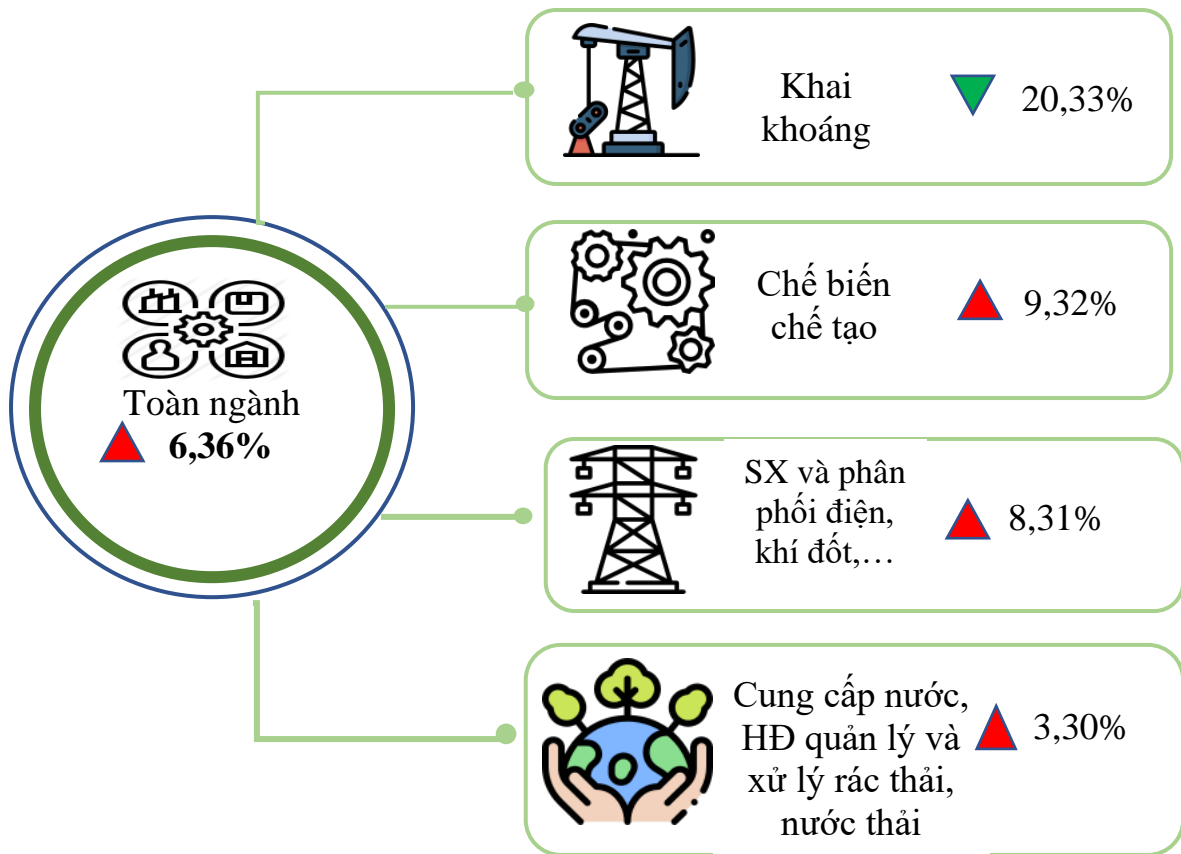 Khai
khoáng
20,33%
Chế biến
chế tạo
9,32%
Toàn ngành
6,36%
SX và phân
phối điện,
khí đốt,…
8,31%
Cung cấp nước,
HĐ quản lý và
xử lý rác thải,
nước thải
3,30%